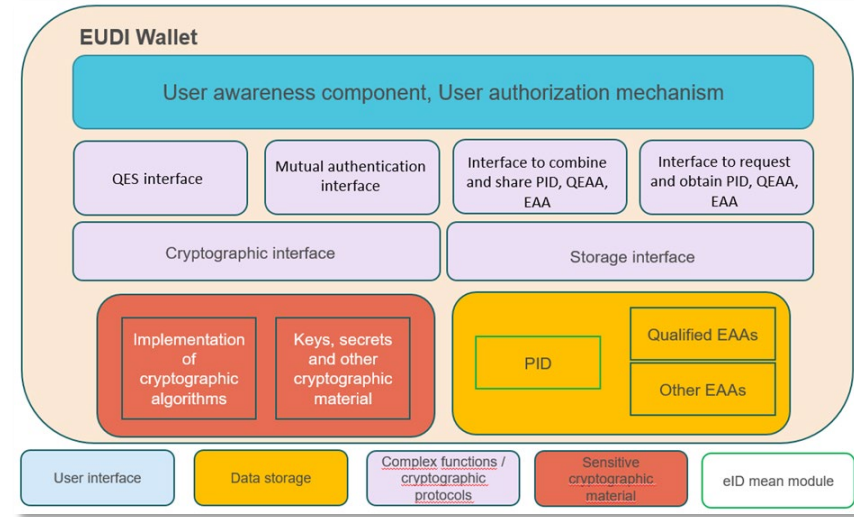 EUDI Wallet
User awareness component, User authorization mechanism
QES interface
Mutual authentication
interface
Interface to combine
and share PID, QEAA,
EAA
Interface to request
and obtain PID, QEAA,
EAA
Cryptographic interface
Storage interface
Implementation
of
cryptographic
algorithms
Keys, secrets
and other
cryptographic
material
PID
Qualified EAAs
Other EAAs
User interface
Data storage
Complex functions /
cryptographic
protocols
Sensitive
cryptographic
material
eID mean module